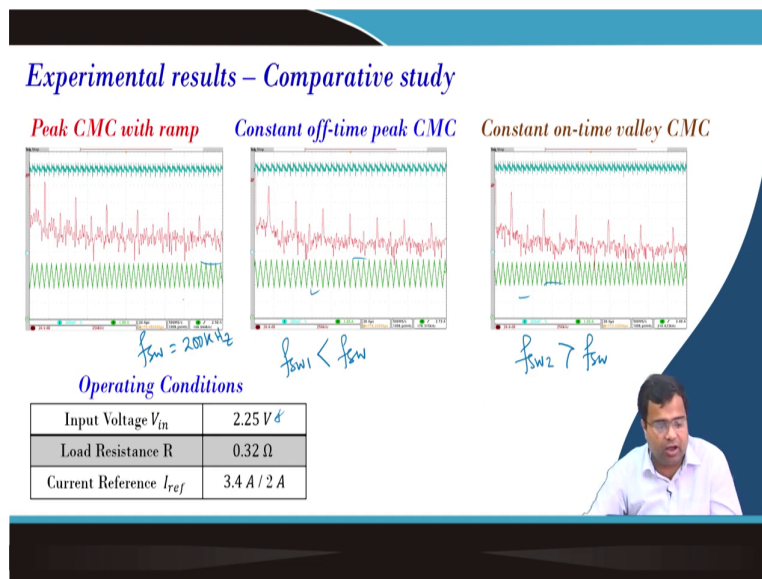 Experimental results – Comparative study
Peak CMC with ramp
Constant off-time peak CMC
Constant on-time valley CMC
fsw = 200kHz
fsw1 < fsw
fsw2 > fsw
Operating Conditions
Input Voltage Vin 2.25 V
Load Resistance R 0.32 Ω
Current Reference Iref 3.4 A / 2 A